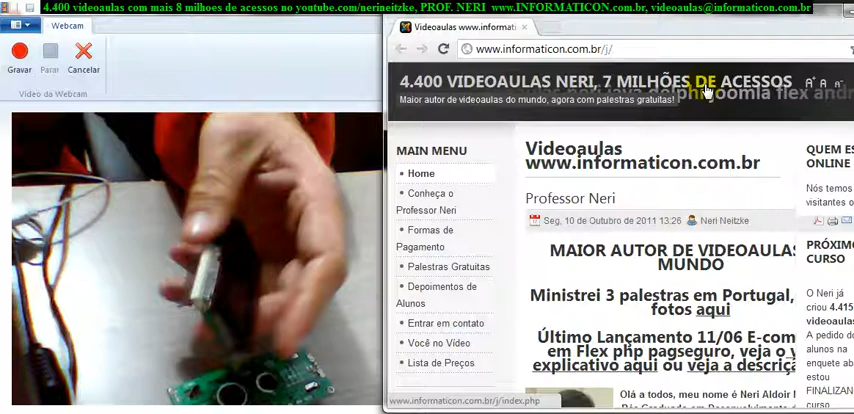 4.400 videoaulas com mais 8 milhoes de acessos no youtube.com/nerineitzke, PROF. NERI www.INFORMATICON.com.br, videoaulas@informaticon.com.br
Webcam
Gravar
Parar
Cancelar
Vídeo da Webcam
Videoaulas www.informati
www.informaticon.com.br/j/
4.400 VIDEOAULAS NERI, 7 MILHÕES DE ACESSOS
A+ A A-
joomla flex andr
Maior autor de videoaulas do mundo, agora com palestras gratuitas!
MAIN MENU
Home
Conheça o
Professor Neri
Formas de
Pagamento
Palestras Gratuitas
Depoimentos de
Alunos
Entrar em contato
Você no Vídeo
Lista de Preços
Videoaulas
www.informaticon.com.br
Professor Neri
Seg, 10 de Outubro de 2011 13:26 Neri Neitzke
MAIOR AUTOR DE VIDEOAULAS
MUNDO
Ministrei 3 palestras em Portugal,
fotos aqui
Último Lançamento 11/06 E-com
em Flex php pagseguro, veja o v
explicativo aqui ou veja a descriçã
Olá a todos, meu nome é Neri Aldoir
QUEM ES
ONLINE
Nós temos
visitantes o
PRÓXIMO
CURSO
O Neri já
criou 4.415
videoaulas
A pedido de
alunos na
enquete ab
estou
FINALIZAN
curso
www.informaticon.com.br/j/index.php